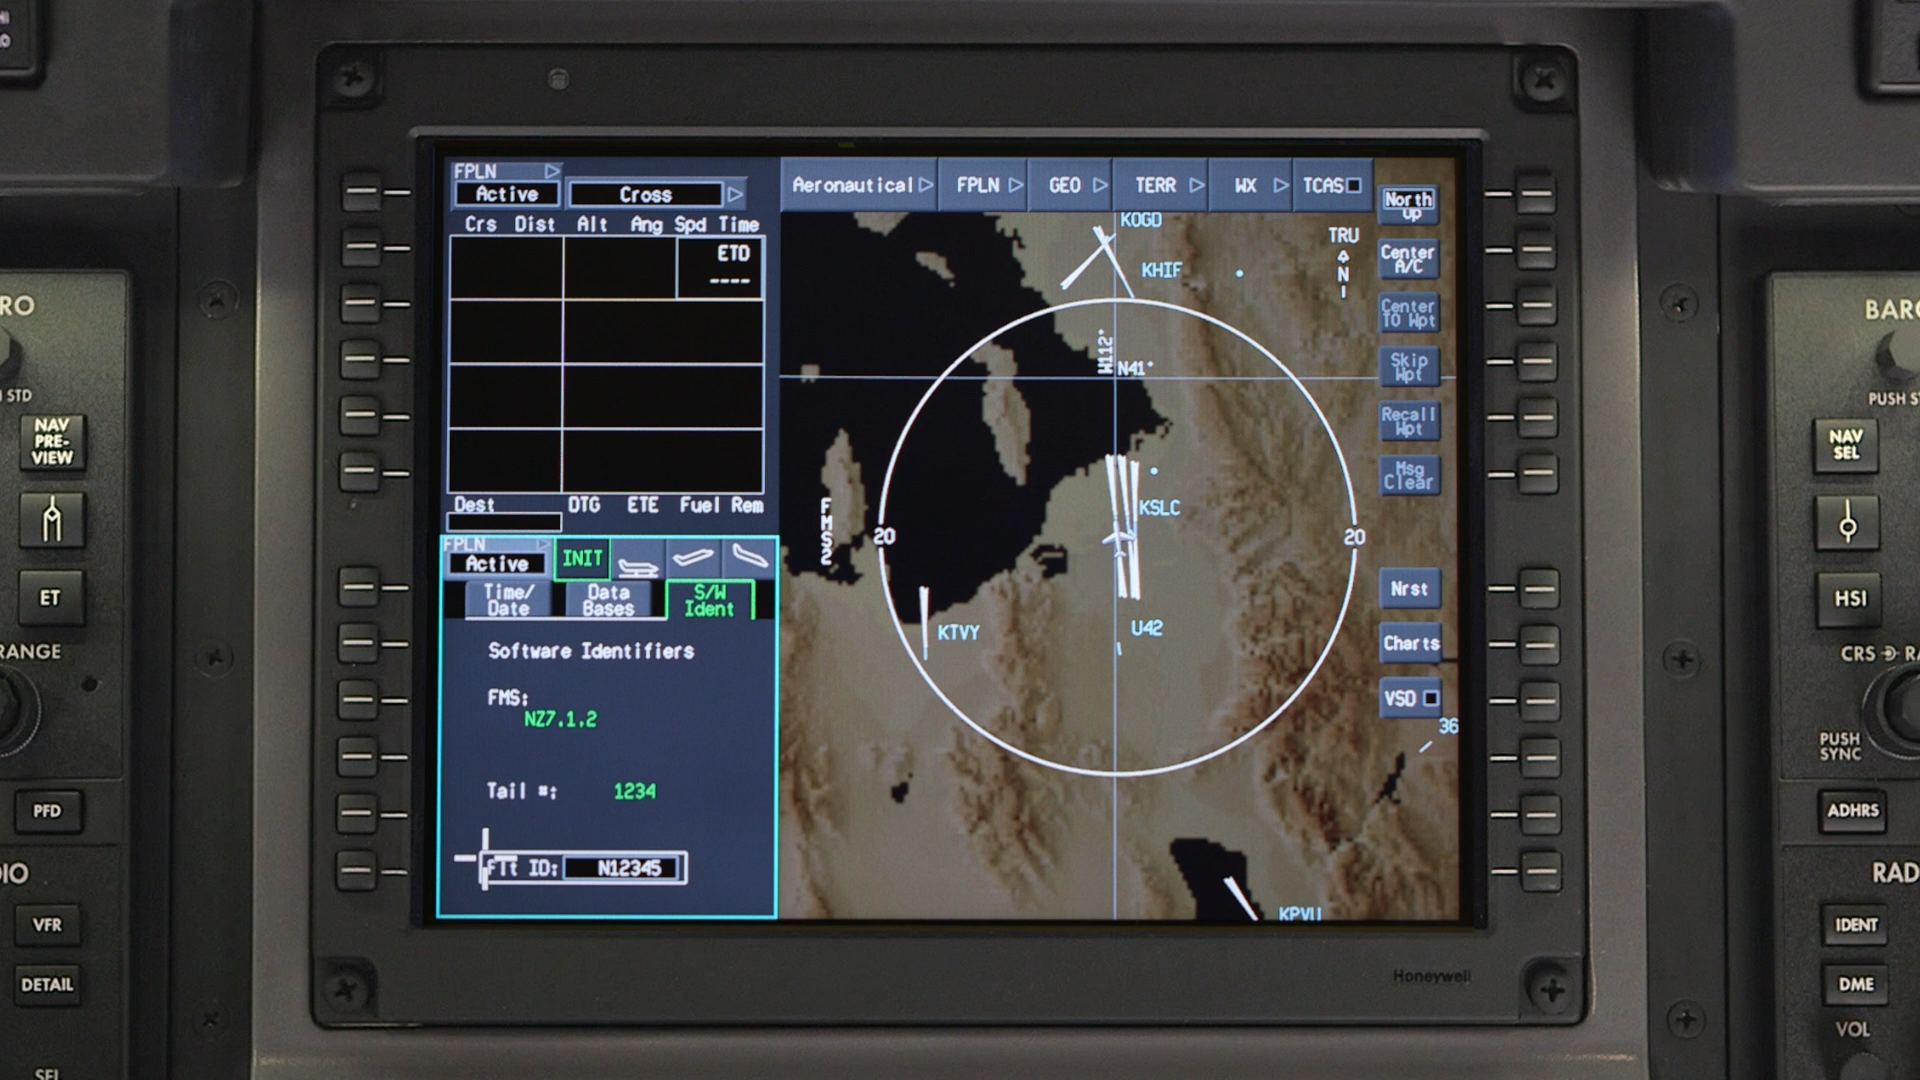 RO
STD
NAV
PRE-
VIEW
ET
RANGE
PFD
IO
VFR
DETAIL
SEL
FPLN
Active
Cross
Crs Dist Alt Ang Spd Time
ETD
----
Dest DTG ETE Fuel Rem
FPLN
Active
INIT
Time/
Date
Data
Bases
S/W
Ident
Software Identifiers
FMS:
NZ7.1.2
Tail #: 1234
Flt ID: N12345
Aeronautical FPLN GEO TERR WX TCAS
KOGD
KHIF
TRU
N
W112°
N41°
FMS2
KSLC
20 20
KTVY
U42
36
KPVU
North
Up
Center
A/C
Center
TO Wpt
Skip
Wpt
Recall
Wpt
Msg
Clear
Nrst
Charts
VSD
Honeywell
BARO
PUSH ST
NAV
SEL
HSI
CRS RA
PUSH
SYNC
ADHRS
RAD
IDENT
DME
VOL